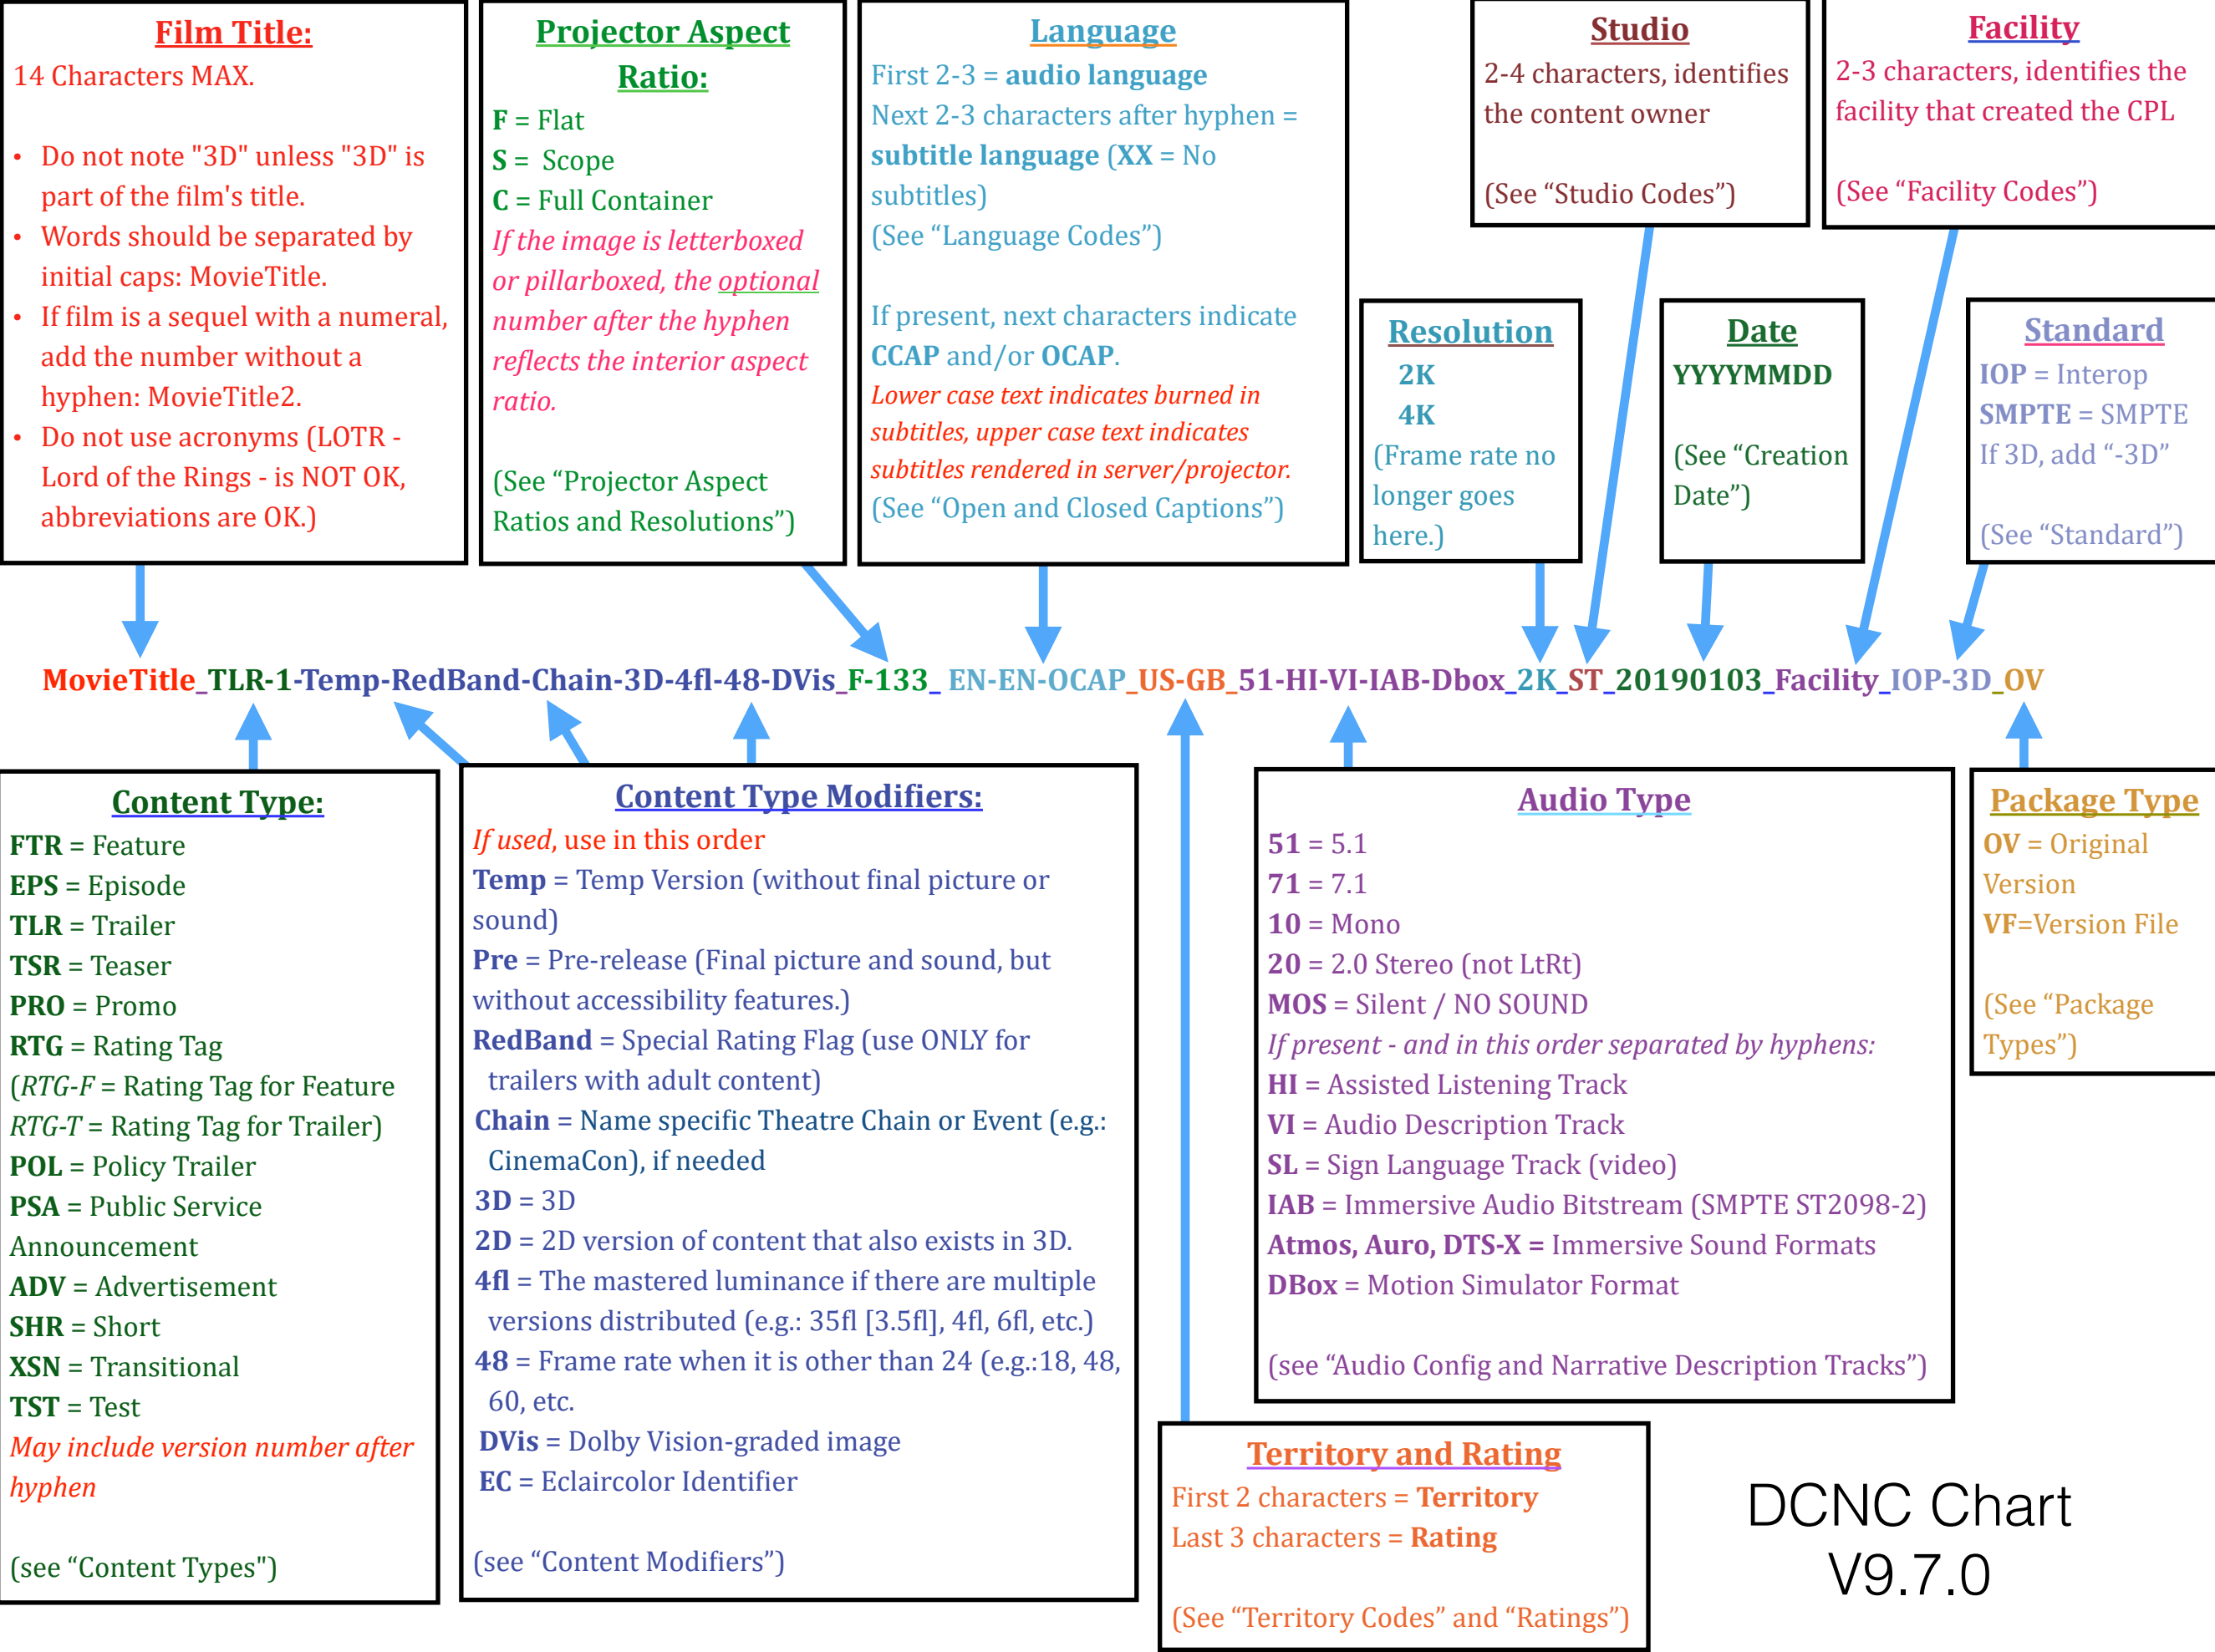 Film Title:
14 Characters MAX.
• Do not note "3D" unless "3D" is
part of the film's title.
• Words should be separated by
initial caps: MovieTitle.
• If film is a sequel with a numeral,
add the number without a
hyphen: MovieTitle2.
• Do not use acronyms (LOTR -
Lord of the Rings - is NOT OK,
abbreviations are OK.)
Projector Aspect
Ratio:
F = Flat
S = Scope
C = Full Container
If the image is letterboxed
or pillarboxed, the optional
number after the hyphen
reflects the interior aspect
ratio.
(See “Projector Aspect
Ratios and Resolutions”)
Language
First 2-3 = audio language
Next 2-3 characters after hyphen =
subtitle language (XX = No
subtitles)
(See “Language Codes”)
If present, next characters indicate
CCAP and/or OCAP.
Lower case text indicates burned in
subtitles, upper case text indicates
subtitles rendered in server/projector.
(See “Open and Closed Captions”)
Resolution
2K
4K
(Frame rate no
longer goes
here.)
Studio
2-4 characters, identifies
the content owner
(See “Studio Codes”)
Date
YYYYMMDD
(See “Creation
Date”)
Facility
2-3 characters, identifies the
facility that created the CPL
(See “Facility Codes”)
Standard
IOP = Interop
SMPTE = SMPTE
If 3D, add “-3D”
(See “Standard”)
MovieTitle_TLR-1-Temp-RedBand-Chain-3D-4fl-48-DVis_F-133_ EN-EN-OCAP_US-GB_51-HI-VI-IAB-Dbox_2K_ST_20190103_Facility_IOP-3D_OV
Content Type:
FTR = Feature
EPS = Episode
TLR = Trailer
TSR = Teaser
PRO = Promo
RTG = Rating Tag
(RTG-F = Rating Tag for Feature
RTG-T = Rating Tag for Trailer)
POL = Policy Trailer
PSA = Public Service
Announcement
ADV = Advertisement
SHR = Short
XSN = Transitional
TST = Test
May include version number after
hyphen
(see “Content Types")
Content Type Modifiers:
If used, use in this order
Temp = Temp Version (without final picture or
sound)
Pre = Pre-release (Final picture and sound, but
without accessibility features.)
RedBand = Special Rating Flag (use ONLY for
trailers with adult content)
Chain = Name specific Theatre Chain or Event (e.g.:
CinemaCon), if needed
3D = 3D
2D = 2D version of content that also exists in 3D.
4fl = The mastered luminance if there are multiple
versions distributed (e.g.: 35fl [3.5fl], 4fl, 6fl, etc.)
48 = Frame rate when it is other than 24 (e.g.:18, 48,
60, etc.
DVis = Dolby Vision-graded image
EC = Eclaircolor Identifier
(see “Content Modifiers”)
Territory and Rating
First 2 characters = Territory
Last 3 characters = Rating
(See “Territory Codes” and “Ratings”)
Audio Type
51 = 5.1
71 = 7.1
10 = Mono
20 = 2.0 Stereo (not LtRt)
MOS = Silent / NO SOUND
If present - and in this order separated by hyphens:
HI = Assisted Listening Track
VI = Audio Description Track
SL = Sign Language Track (video)
IAB = Immersive Audio Bitstream (SMPTE ST2098-2)
Atmos, Auro, DTS-X = Immersive Sound Formats
DBox = Motion Simulator Format
(see “Audio Config and Narrative Description Tracks”)
Package Type
OV = Original
Version
VF=Version File
(See “Package
Types”)
DCNC Chart
V9.7.0